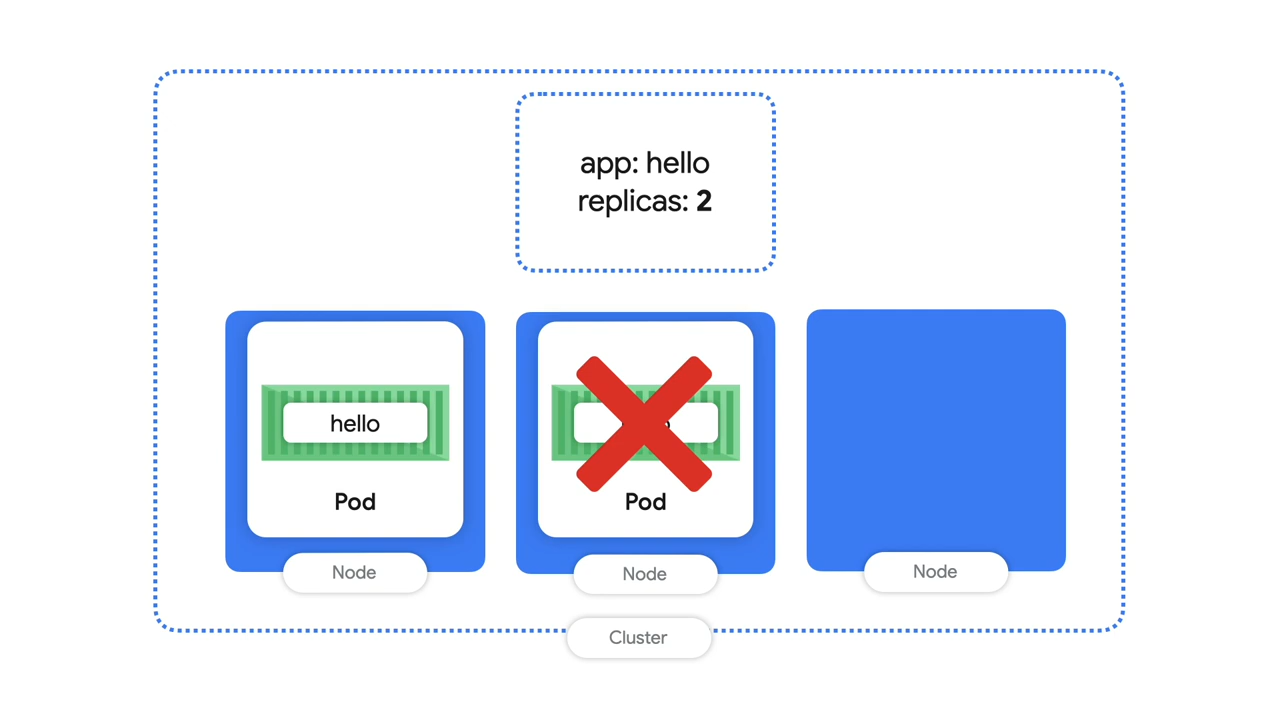 app: hello
replicas: 2
hello
Pod
Pod
Node
Node
Node
Cluster